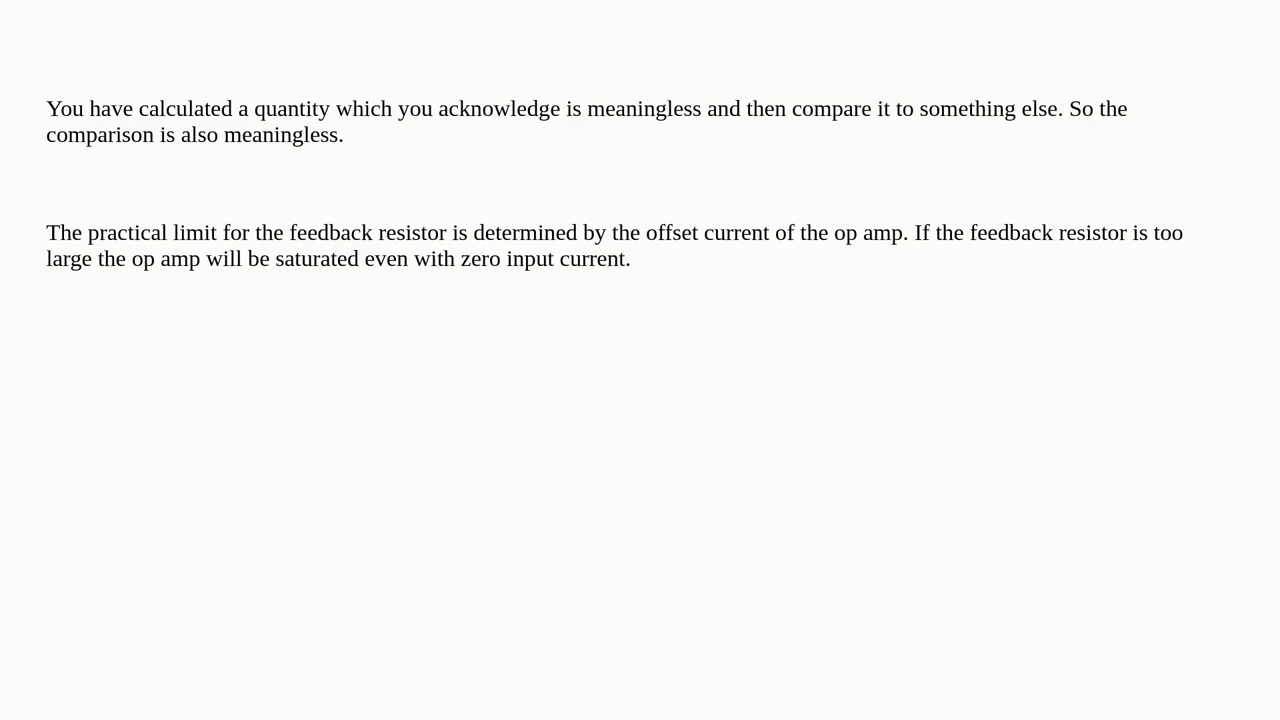 You have calculated a quantity which you acknowledge is meaningless and then compare it to something else. So the
comparison is also meaningless.
The practical limit for the feedback resistor is determined by the offset current of the op amp. If the feedback resistor is too
large the op amp will be saturated even with zero input current.